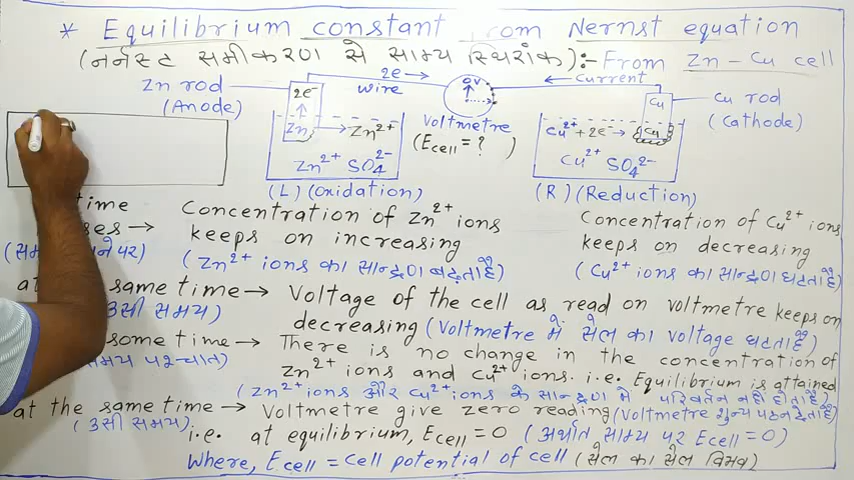 * Equilibrium constant from Nernst equation
(नर्नस्ट समीकरण से साम्य स्थिरांक):- From Zn-Cu cell
Zn rod
(Anode)
2e⁻
2e⁻ →
wire
0V
← current
Cu
Cu rod
(Cathode)
Zn → Zn²⁺
Zn²⁺ SO₄²⁻
Voltmetre
(Ecell = ?)
Cu²⁺+2e⁻→ Cu
Cu²⁺ SO₄²⁻
(L) (Oxidation)
(R) (Reduction)
time
ses →
Concentration of Zn²⁺ ions
keeps on increasing
(Zn²⁺ ions का सान्द्रण बढ़ता है)
Concentration of Cu²⁺ ions
keeps on decreasing
(Cu²⁺ ions का सान्द्रण घटता है)
at same time → Voltage of the cell as read on voltmetre keeps on
उसी समय)
decreasing (Voltmetre में सेल का voltage घटता है)
some time → There is no change in the concentration of
समय पश्चात)
Zn²⁺ ions and Cu²⁺ ions. i.e. Equilibrium is attained
(Zn²⁺ ions और Cu²⁺ ions के सान्द्रण में परिवर्तन नहीं होता है)
at the same time → Voltmetre give zero reading (Voltmetre शून्य पठन देता है)
(उसी समय)
i.e. at equilibrium, Ecell = 0 (अर्थात साम्य पर Ecell = 0)
Where, Ecell = Cell potential of cell (सेल का सेल विभव)